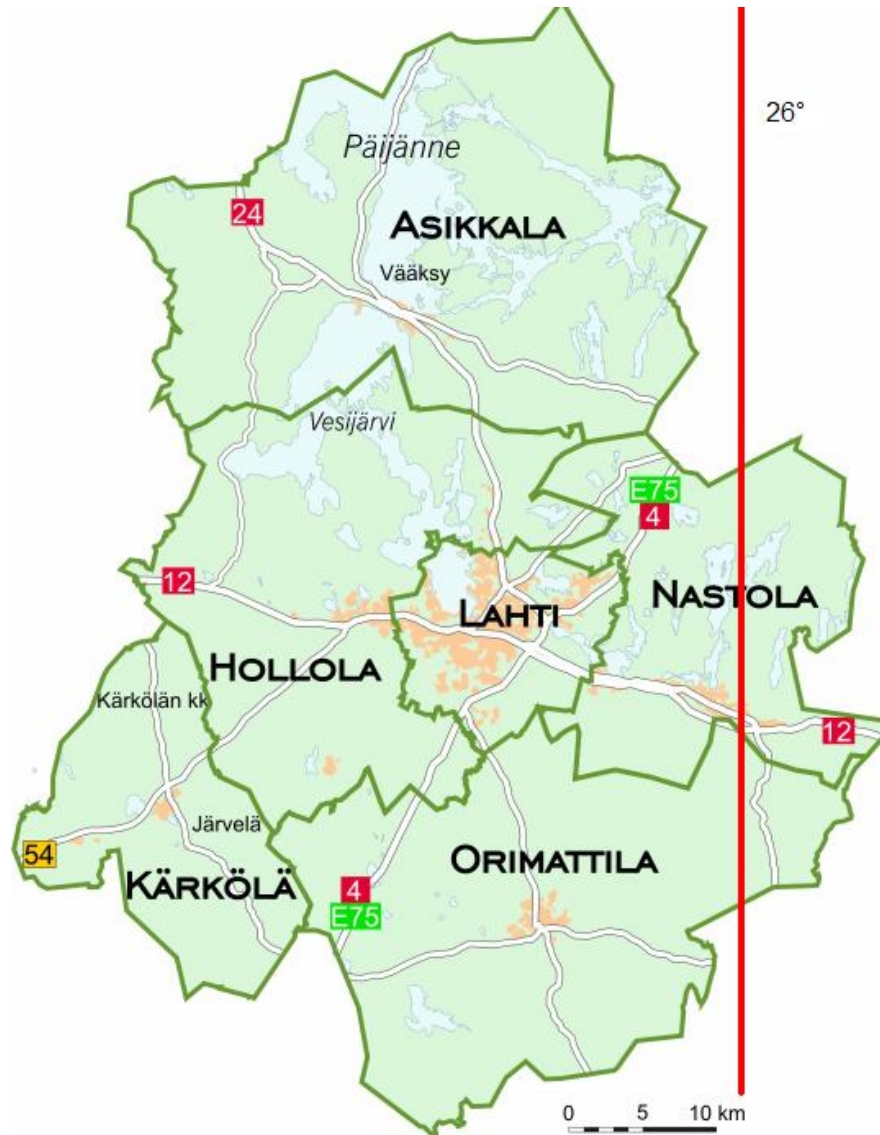 26°
Päijänne
24
ASIKKALA
Vääksy
Vesijärvi
E75
4
12
LAHTI
NASTOLA
HOLLOLA
Kärkölän kk
12
Järvelä
54
KÄRKÖLÄ
ORIMATTILA
4
E75
0 5 10 km